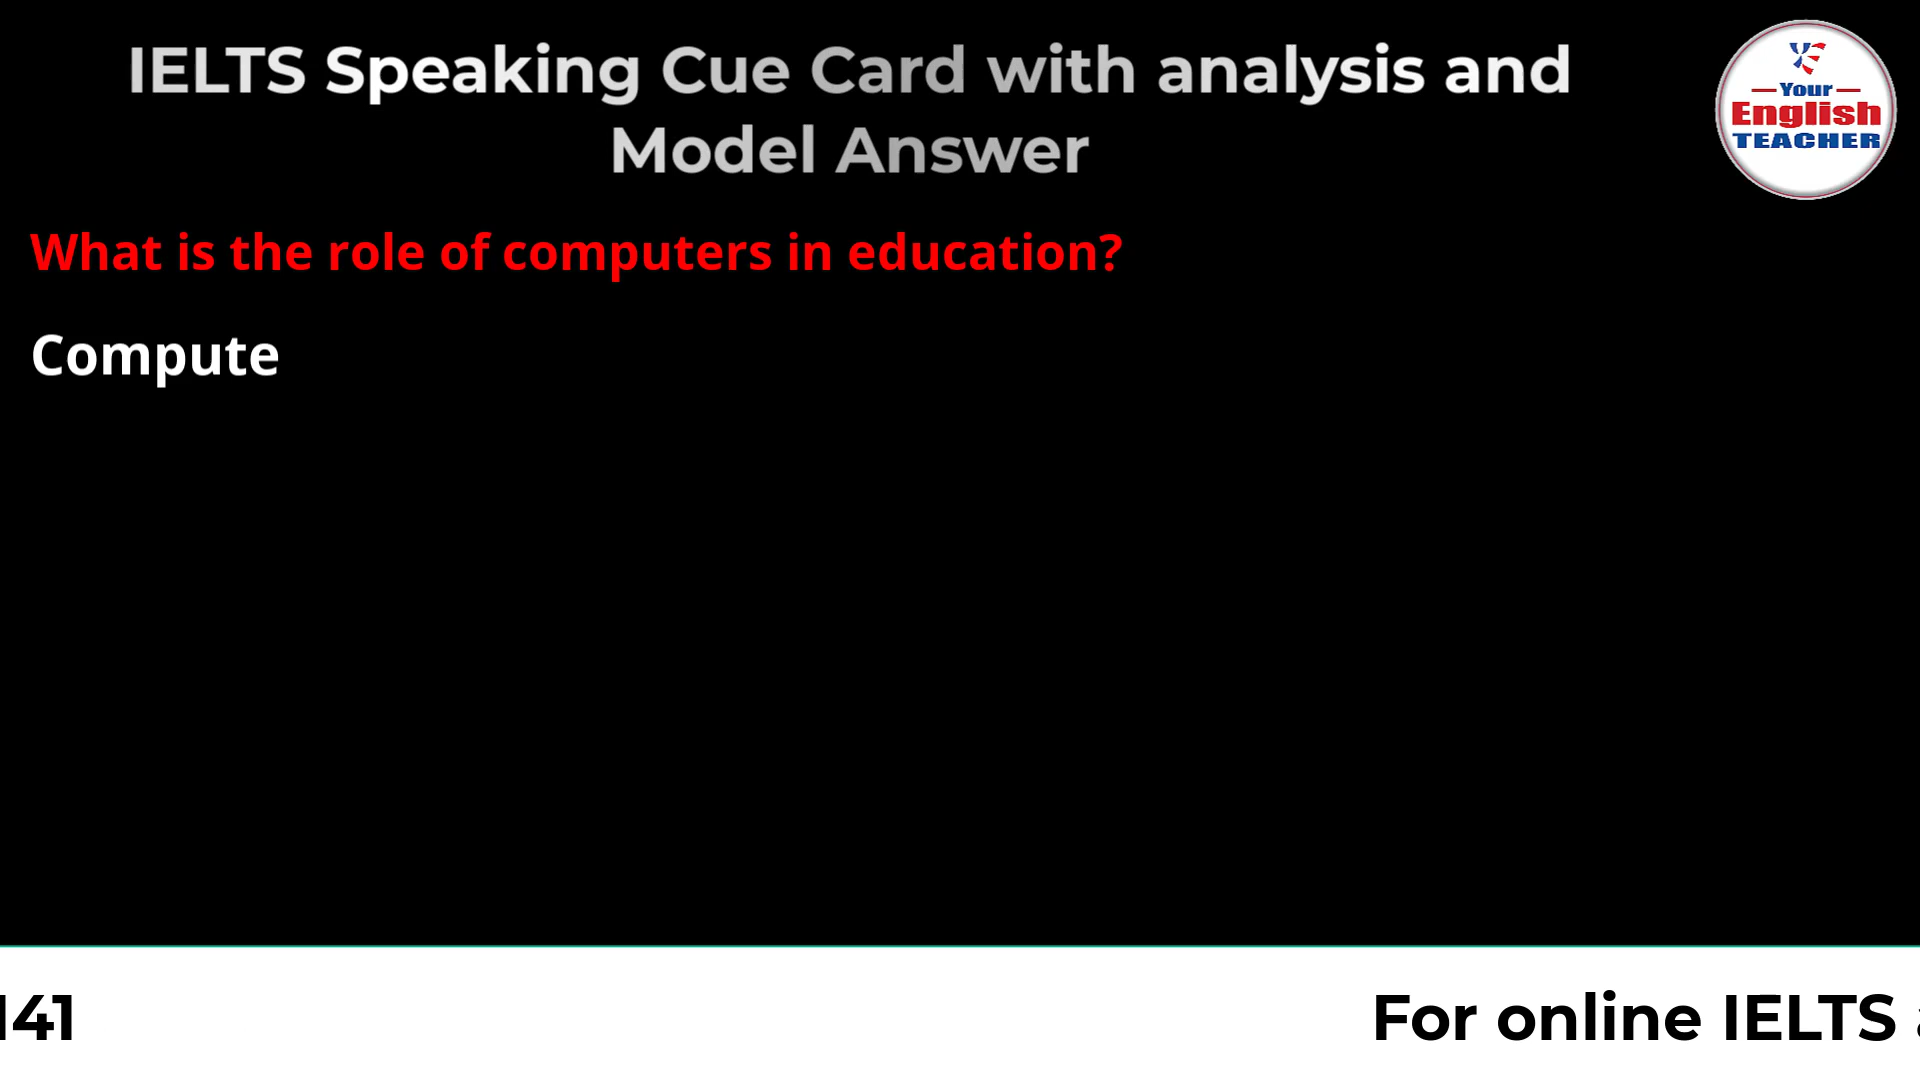 IELTS Speaking Cue Card with analysis and
Model Answer
Your
English
TEACHER
What is the role of computers in education?
Compute
141
For online IELTS